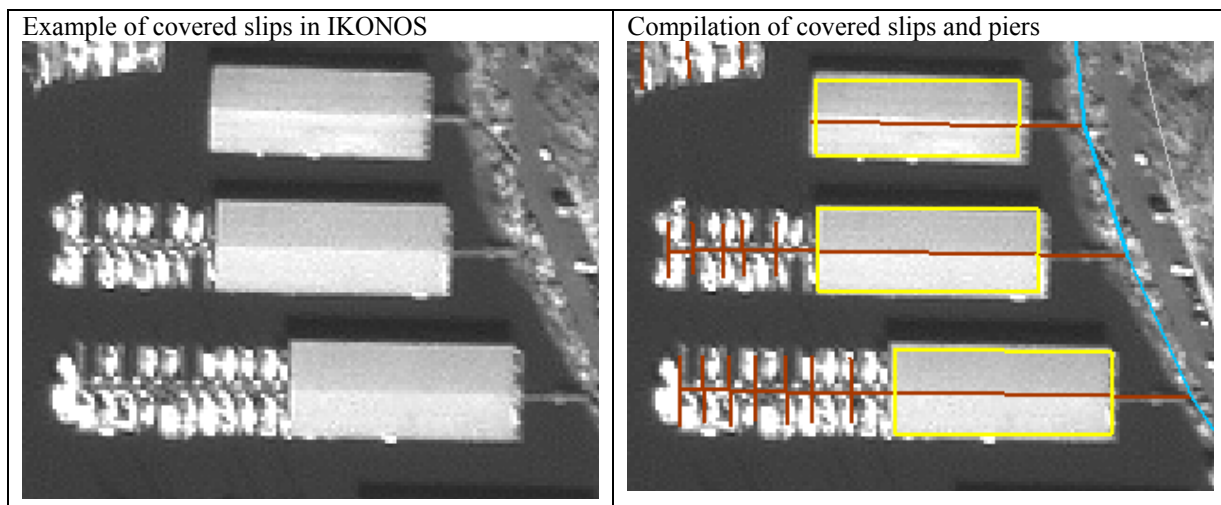 Example of covered slips in IKONOS
Compilation of covered slips and piers